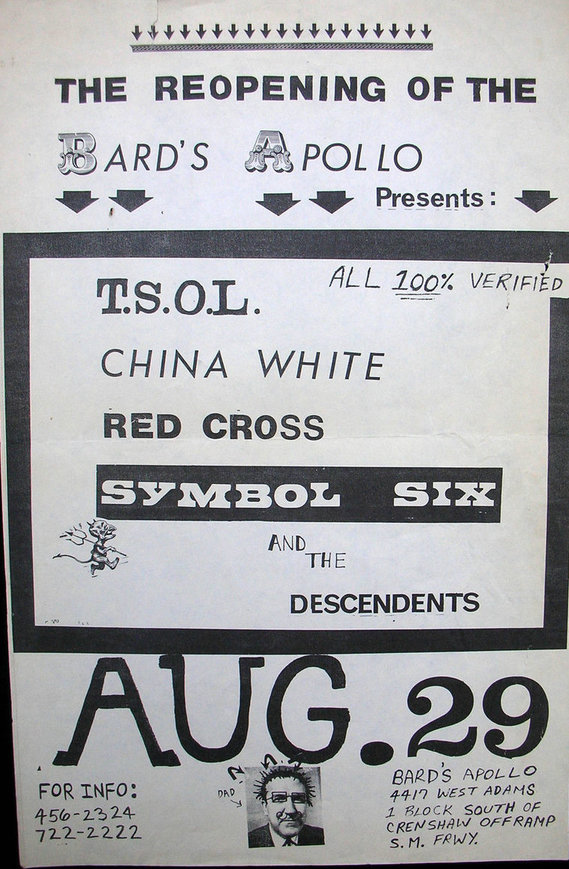 THE REOPENING OF THE
BARD'S APOLLO
Presents:
ALL 100% VERIFIED
T.S.O.L.
CHINA WHITE
RED CROSS
SYMBOL SIX
AND
THE
DESCENDENTS
AUG. 29
FOR INFO:
456-2324
722-2222
DAD
BARD'S APOLLO
4417 WEST ADAMS
1 BLOCK SOUTH OF
CRENSHAW OFFRAMP
S.M. FRWY.